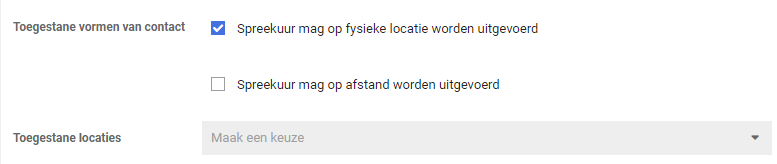 Toegestane vormen van contact
Spreekuur mag op fysieke locatie worden uitgevoerd
Spreekuur mag op afstand worden uitgevoerd
Toegestane locaties
Maak een keuze